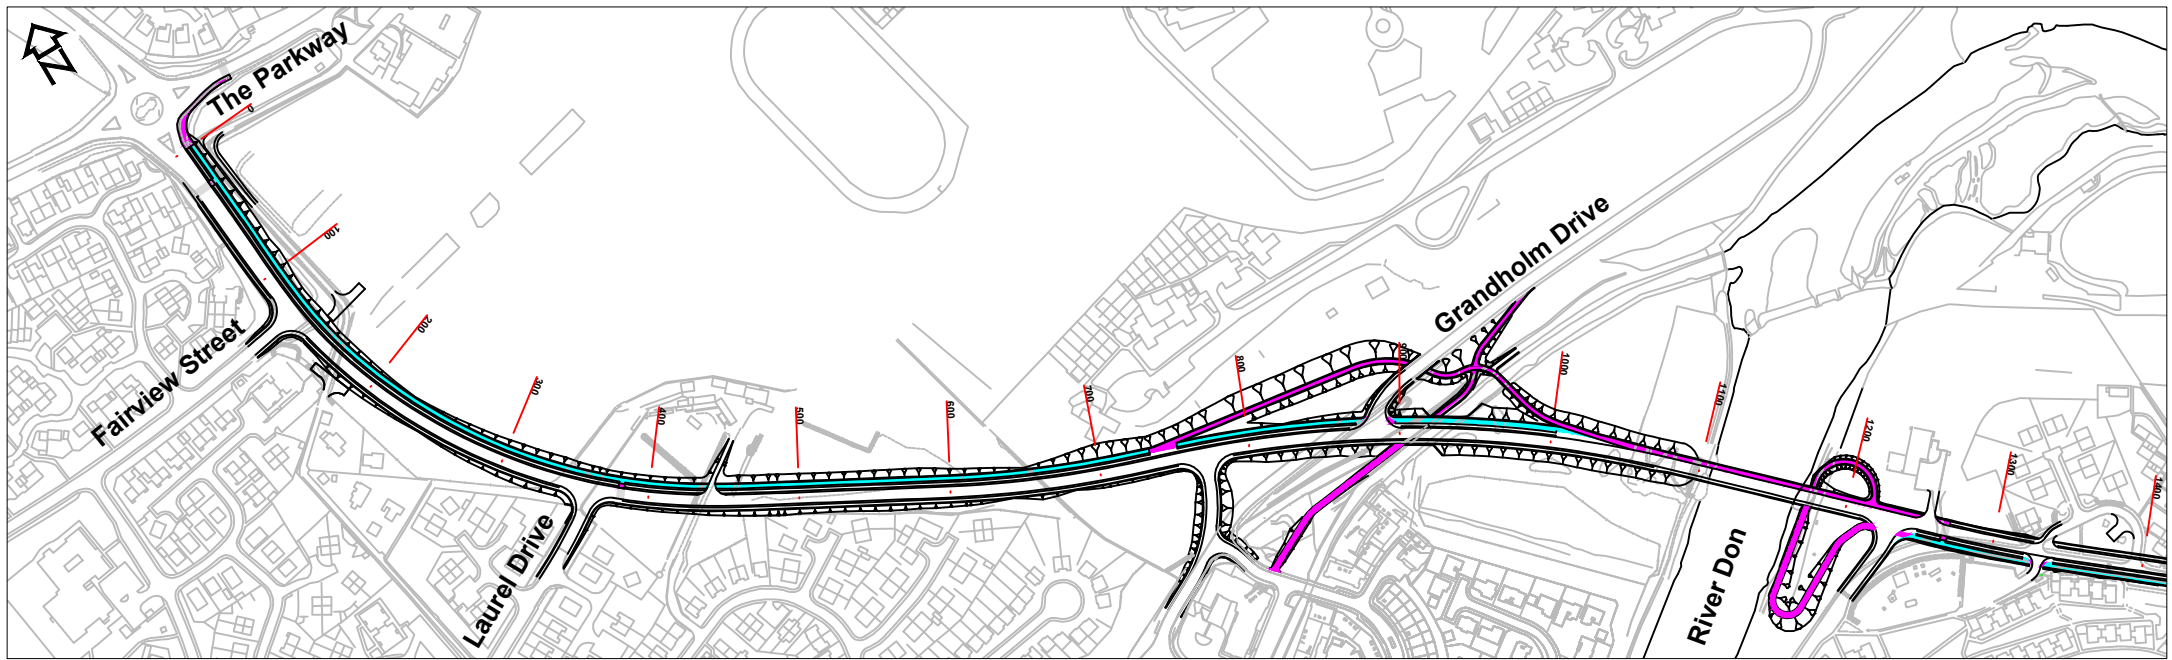 N
The Parkway
0
100
Fairview Street
200
300
Laurel Drive
400
500
600
700
800
900
Grandholm Drive
1000
1100
River Don
1200
1300
1400